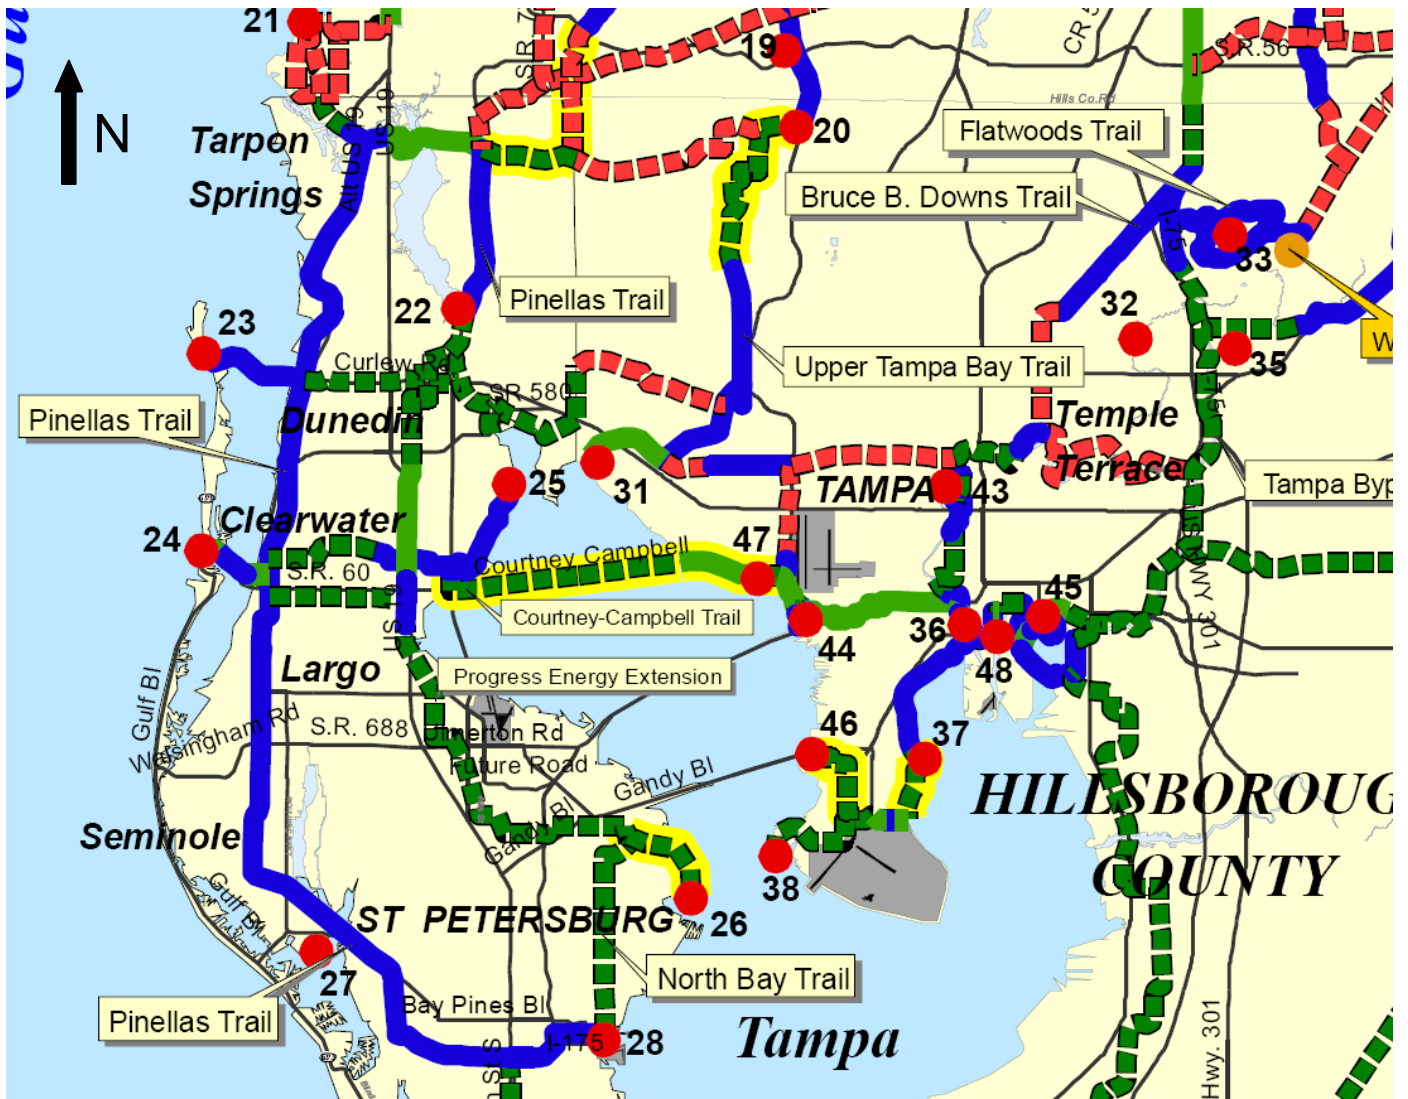 21
19
S.R.56
CR 5
Hills Co.Rd
US 19
N
Tarpon
Springs
Alt US 19
20
Flatwoods Trail
Bruce B. Downs Trail
I-75
33
Pinellas Trail
22
23
32
W
35
Curlew Rd
Upper Tampa Bay Trail
SR 580
I-75
Pinellas Trail
Dunedin
Temple
Terrace
25
31
TAMPA
43
Tampa Byp
Clearwater
24
47
Courtney Campbell
S.R. 60
Courtney-Campbell Trail
US 19
US HWY 301
45
36
44
48
Largo
Progress Energy Extension
Gulf Bl
Walsingham Rd
S.R. 688
Ulmerton Rd
Future Road
46
37
Gandy Bl
HILLSBOROUG
Seminole
Gandy Bl
COUNTY
38
Gulf Bl
ST PETERSBURG
26
27
North Bay Trail
Pinellas Trail
Bay Pines Bl
I-175
28
Tampa
Hwy. 301